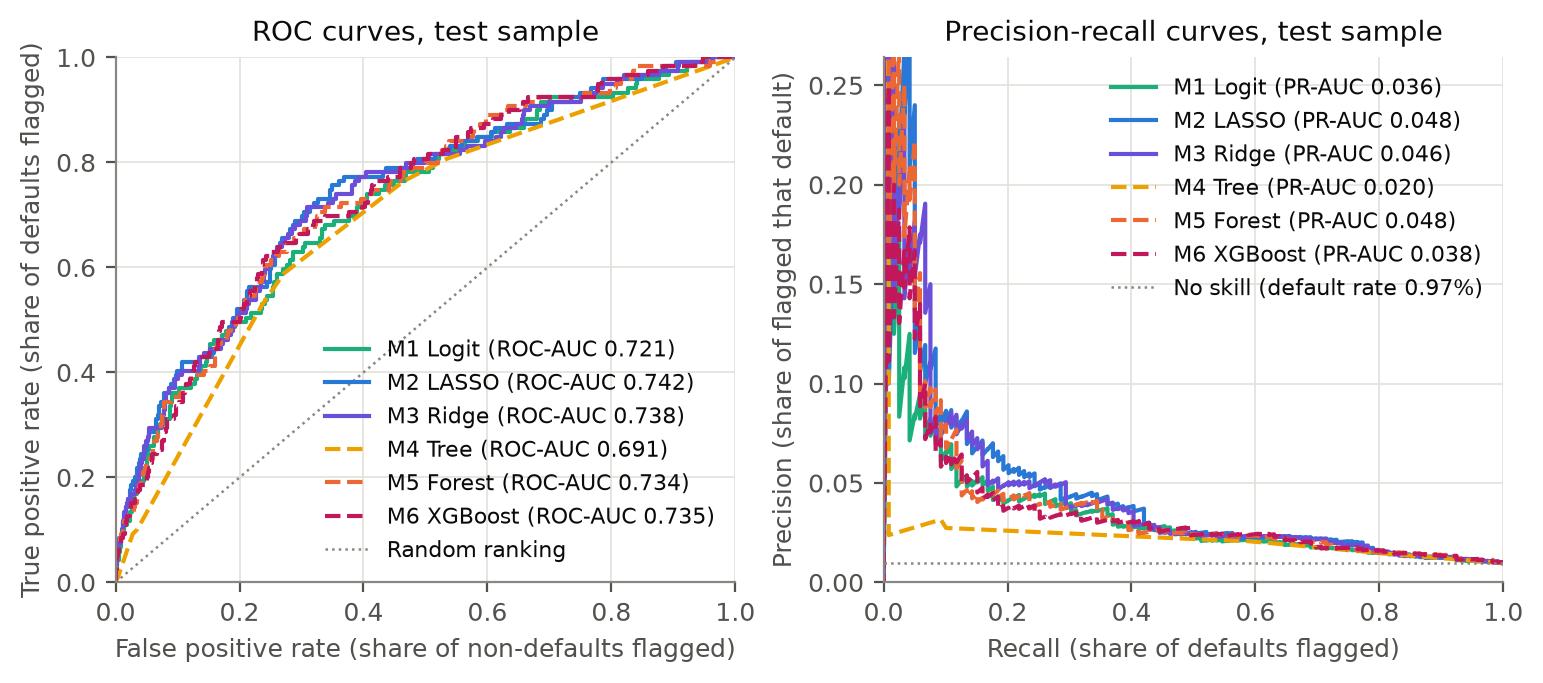 ROC curves, test sample
True positive rate (share of defaults flagged)
1.0
0.8
0.6
0.4
0.2
0.0
M1 Logit (ROC-AUC 0.721)
M2 LASSO (ROC-AUC 0.742)
M3 Ridge (ROC-AUC 0.738)
M4 Tree (ROC-AUC 0.691)
M5 Forest (ROC-AUC 0.734)
M6 XGBoost (ROC-AUC 0.735)
Random ranking
0.0 0.2 0.4 0.6 0.8 1.0
False positive rate (share of non-defaults flagged)
Precision-recall curves, test sample
Precision (share of flagged that default)
0.25
0.20
0.15
0.10
0.05
0.00
M1 Logit (PR-AUC 0.036)
M2 LASSO (PR-AUC 0.048)
M3 Ridge (PR-AUC 0.046)
M4 Tree (PR-AUC 0.020)
M5 Forest (PR-AUC 0.048)
M6 XGBoost (PR-AUC 0.038)
No skill (default rate 0.97%)
0.0 0.2 0.4 0.6 0.8 1.0
Recall (share of defaults flagged)